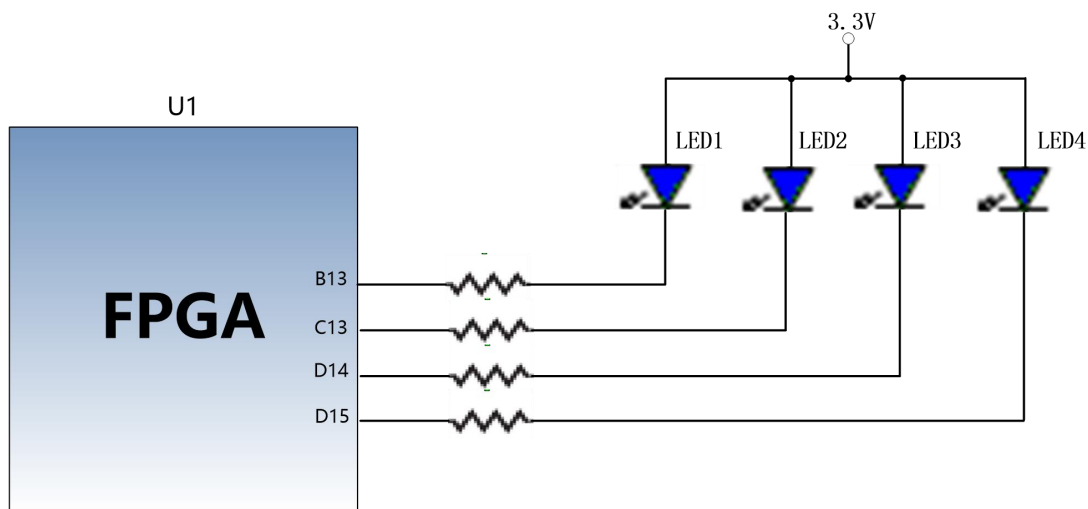 3.3V
U1
LED1
LED2
LED3
LED4
B13
FPGA
C13
D14
D15